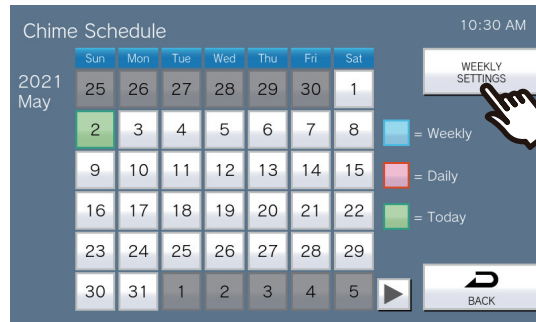 Chime Schedule
10:30 AM
Sun Mon Tue Wed Thu Fri Sat
2021
May
25 26 27 28 29 30 1
2 3 4 5 6 7 8
9 10 11 12 13 14 15
16 17 18 19 20 21 22
23 24 25 26 27 28 29
30 31 1 2 3 4 5
WEEKLY
SETTINGS
= Weekly
= Daily
= Today
BACK